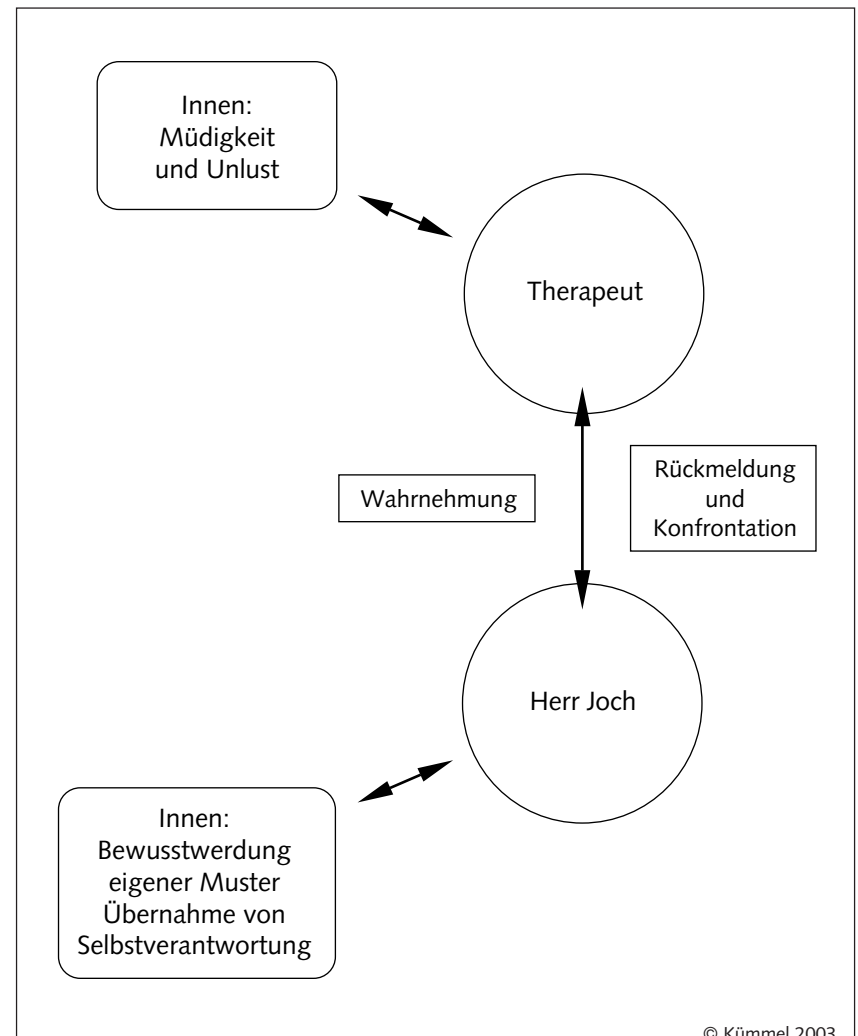 Innen:
Müdigkeit
und Unlust
Therapeut
Wahrnehmung
Rückmeldung
und
Konfrontation
Herr Joch
Innen:
Bewusstwerdung
eigener Muster
Übernahme von
Selbstverantwortung
© Kümmel 2003